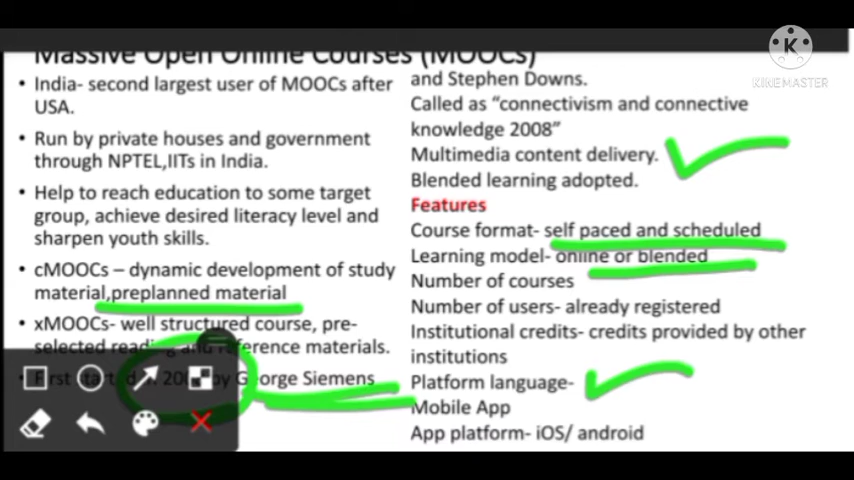 Massive Open Online Courses (MOOCs)
• India- second largest user of MOOCs after
USA.
• Run by private houses and government
through NPTEL,IITs in India.
• Help to reach education to some target
group, achieve desired literacy level and
sharpen youth skills.
• cMOOCs – dynamic development of study
material,preplanned material
• xMOOCs- well structured course, pre-
selected reading and reference materials.
• First started by George Siemens
and Stephen Downs.
Called as “connectivism and connective
knowledge 2008”
Multimedia content delivery.
Blended learning adopted.
Features
Course format- self paced and scheduled
Learning model- online or blended
Number of courses
Number of users- already registered
Institutional credits- credits provided by other
institutions
Platform language-
Mobile App
App platform- iOS/ android
K
KINEMASTER